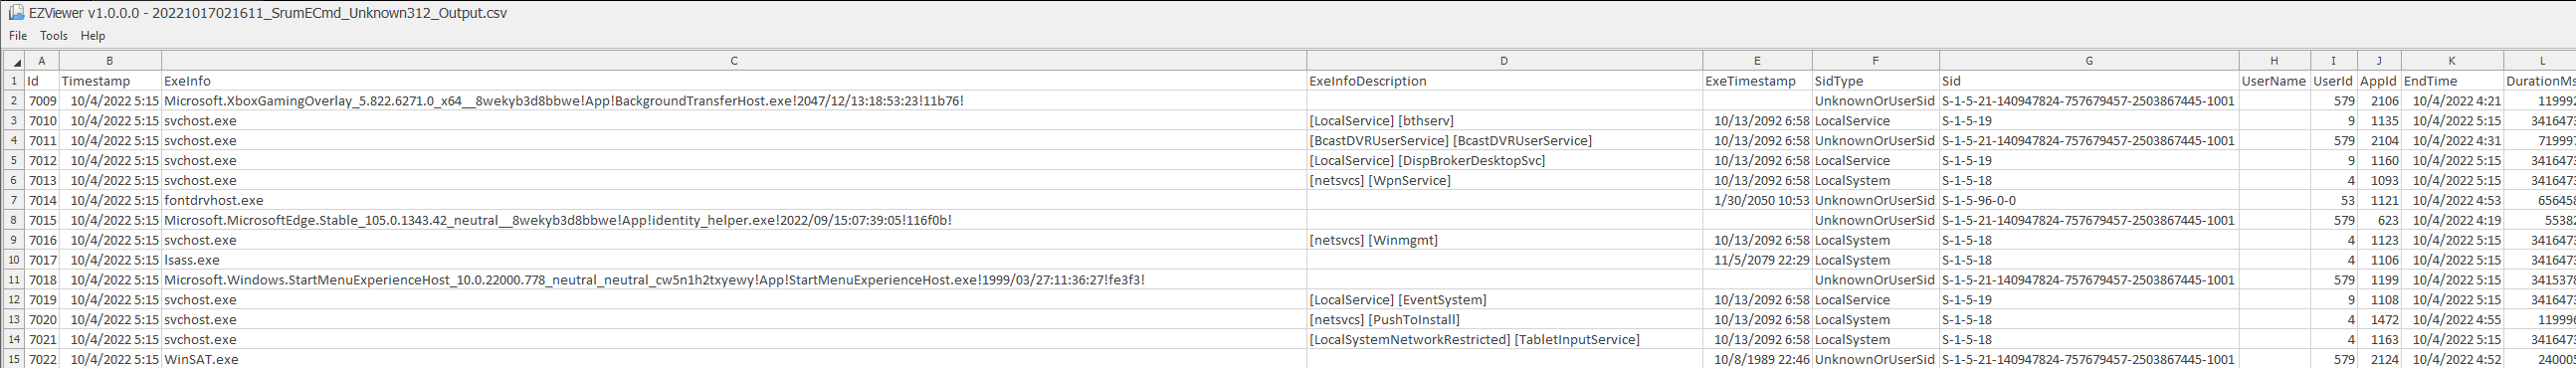 EZViewer v1.0.0.0 - 20221017021611_SrumECmd_Unknown312_Output.csv
File Tools Help
A B C D E F G H I J K L
1 Id Timestamp ExeInfo ExeInfoDescription ExeTimestamp SidType Sid UserName UserId AppId EndTime DurationMs
2 7009 10/4/2022 5:15 Microsoft.XboxGamingOverlay_5.822.6271.0_x64__8wekyb3d8bbwe!App!BackgroundTransferHost.exe!2047/12/13:18:53:23!11b76! UnknownOrUserSid S-1-5-21-140947824-757679457-2503867445-1001 579 2106 10/4/2022 4:21 119992
3 7010 10/4/2022 5:15 svchost.exe [LocalService] [bthserv] 10/13/2092 6:58 LocalService S-1-5-19 9 1135 10/4/2022 5:15 3416473
4 7011 10/4/2022 5:15 svchost.exe [BcastDVRUserService] [BcastDVRUserService] 10/13/2092 6:58 UnknownOrUserSid S-1-5-21-140947824-757679457-2503867445-1001 579 2104 10/4/2022 4:31 719997
5 7012 10/4/2022 5:15 svchost.exe [LocalService] [DispBrokerDesktopSvc] 10/13/2092 6:58 LocalService S-1-5-19 9 1160 10/4/2022 5:15 3416473
6 7013 10/4/2022 5:15 svchost.exe [netsvcs] [WpnService] 10/13/2092 6:58 LocalSystem S-1-5-18 4 1093 10/4/2022 5:15 3416473
7 7014 10/4/2022 5:15 fontdrvhost.exe 1/30/2050 10:53 UnknownOrUserSid S-1-5-96-0-0 53 1121 10/4/2022 4:53 656458
8 7015 10/4/2022 5:15 Microsoft.MicrosoftEdge.Stable_105.0.1343.42_neutral__8wekyb3d8bbwe!App!identity_helper.exe!2022/09/15:07:39:05!116f0b! UnknownOrUserSid S-1-5-21-140947824-757679457-2503867445-1001 579 623 10/4/2022 4:19 55382
9 7016 10/4/2022 5:15 svchost.exe [netsvcs] [Winmgmt] 10/13/2092 6:58 LocalSystem S-1-5-18 4 1123 10/4/2022 5:15 3416473
10 7017 10/4/2022 5:15 lsass.exe 11/5/2079 22:29 LocalSystem S-1-5-18 4 1106 10/4/2022 5:15 3416473
11 7018 10/4/2022 5:15 Microsoft.Windows.StartMenuExperienceHost_10.0.22000.778_neutral_neutral_cw5n1h2txyewy!App!StartMenuExperienceHost.exe!1999/03/27:11:36:27!fe3f3! UnknownOrUserSid S-1-5-21-140947824-757679457-2503867445-1001 579 1199 10/4/2022 5:15 3415378
12 7019 10/4/2022 5:15 svchost.exe [LocalService] [EventSystem] 10/13/2092 6:58 LocalService S-1-5-19 9 1108 10/4/2022 5:15 3416473
13 7020 10/4/2022 5:15 svchost.exe [netsvcs] [PushToInstall] 10/13/2092 6:58 LocalSystem S-1-5-18 4 1472 10/4/2022 4:55 119996
14 7021 10/4/2022 5:15 svchost.exe [LocalSystemNetworkRestricted] [TabletInputService] 10/13/2092 6:58 LocalSystem S-1-5-18 4 1163 10/4/2022 5:15 3416473
15 7022 10/4/2022 5:15 WinSAT.exe 10/8/1989 22:46 UnknownOrUserSid S-1-5-21-140947824-757679457-2503867445-1001 579 2124 10/4/2022 4:52 240005